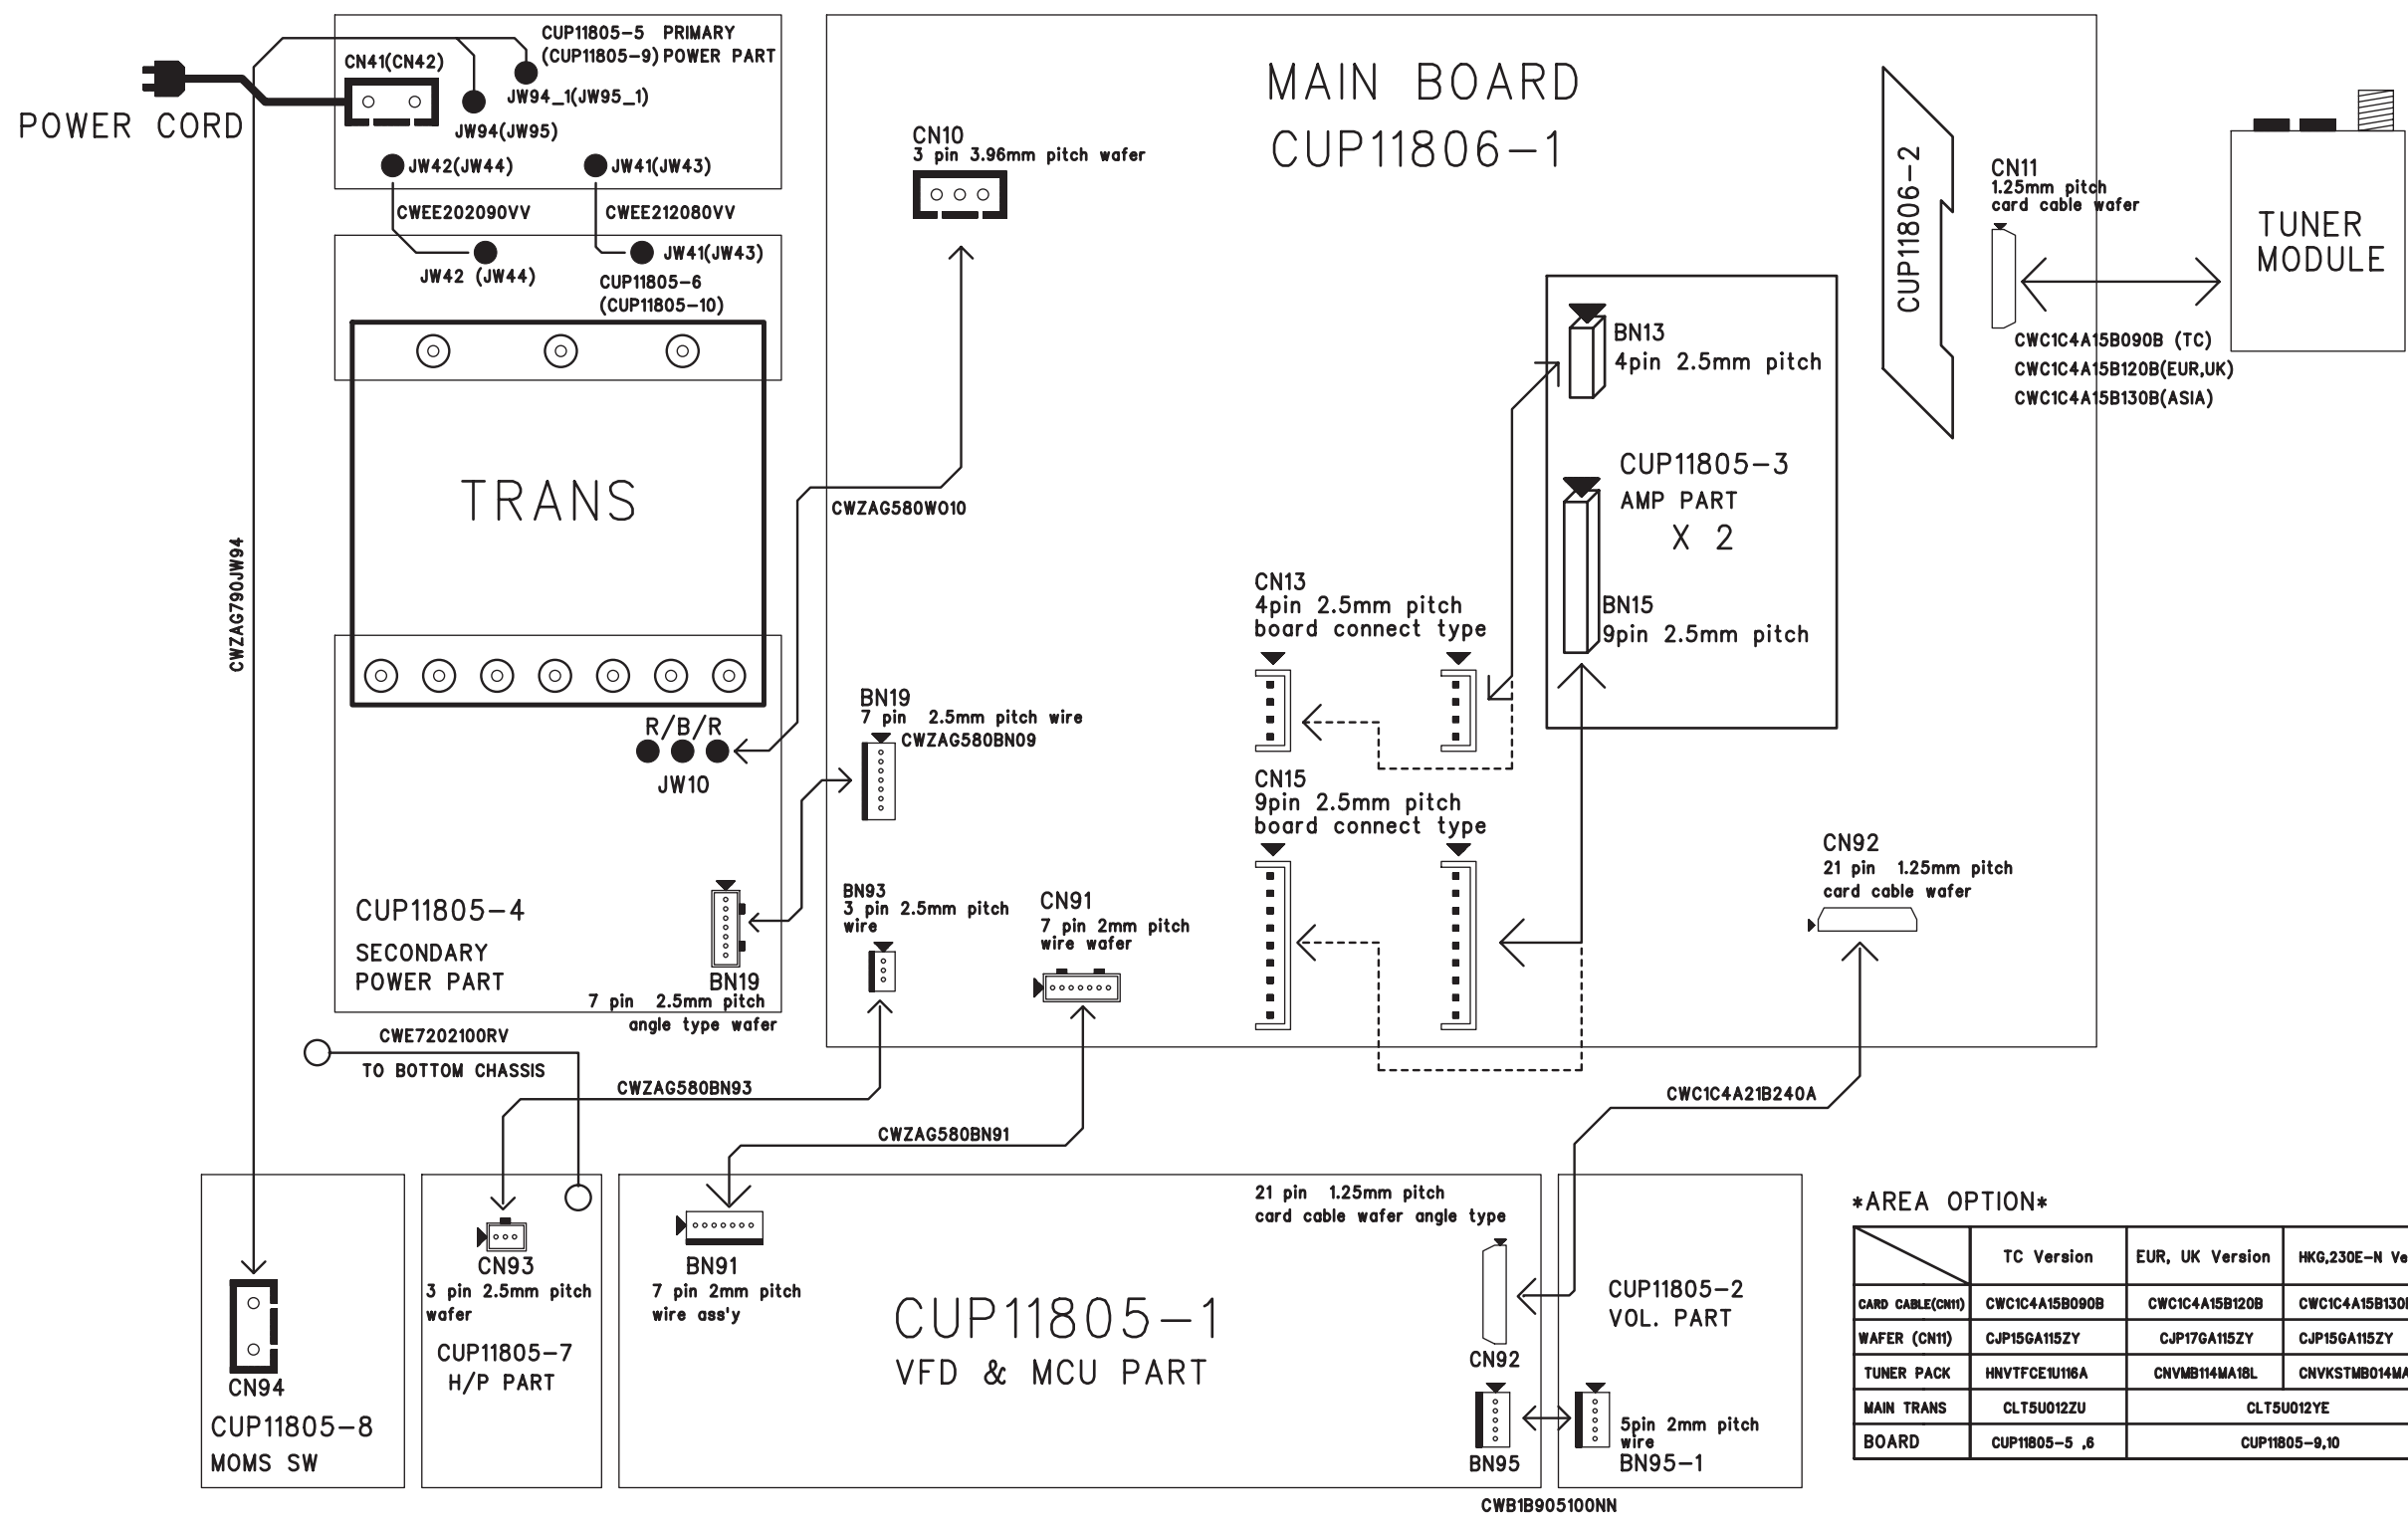 CUP11805-5 PRIMARY
(CUP11805-9) POWER PART
CN41(CN42)
JW94_1(JW95_1)
JW94(JW95)
POWER CORD
JW42(JW44)
JW41(JW43)
CWEE202090VV
CWEE212080VV
JW42 (JW44)
JW41(JW43)
CUP11805-6
(CUP11805-10)
TRANS
CWZAG790JW94
R/B/R
JW10
CUP11805-4
SECONDARY
POWER PART
BN19
7 pin 2.5mm pitch
angle type wafer
MAIN BOARD
CUP11806-1
CN10
3 pin 3.96mm pitch wafer
CWZAG580WO10
CUP11806-2
CN11
1.25mm pitch
card cable wafer
TUNER
MODULE
CWC1C4A15B090B (TC)
CWC1C4A15B120B(EUR,UK)
CWC1C4A15B130B(ASIA)
BN13
4pin 2.5mm pitch
CUP11805-3
AMP PART
X 2
BN15
9pin 2.5mm pitch
CN13
4pin 2.5mm pitch
board connect type
BN19
7 pin 2.5mm pitch wire
CWZAG580BN09
CN15
9pin 2.5mm pitch
board connect type
BN93
3 pin 2.5mm pitch
wire
CN91
7 pin 2mm pitch
wire wafer
CN92
21 pin 1.25mm pitch
card cable wafer
CWE7202100RV
TO BOTTOM CHASSIS
CWZAG580BN93
CWZAG580BN91
CWC1C4A21B240A
CN94
CUP11805-8
MOMS SW
CN93
3 pin 2.5mm pitch
wafer
CUP11805-7
H/P PART
BN91
7 pin 2mm pitch
wire ass'y
CUP11805-1
VFD & MCU PART
21 pin 1.25mm pitch
card cable wafer angle type
CN92
BN95
CUP11805-2
VOL. PART
5pin 2mm pitch
wire
BN95-1
CWB1B905100NN
*AREA OPTION*
TC Version EUR, UK Version HKG,230E-N Ve
CARD CABLE(CN11) CWC1C4A15B090B CWC1C4A15B120B CWC1C4A15B130B
WAFER (CN11) CJP15GA115ZY CJP17GA115ZY CJP15GA115ZY
TUNER PACK HNVTFCE1U116A CNVMB114MA18L CNVKSTMB014MA
MAIN TRANS CLT5U012ZU CLT5U012YE
BOARD CUP11805-5 ,6 CUP11805-9,10